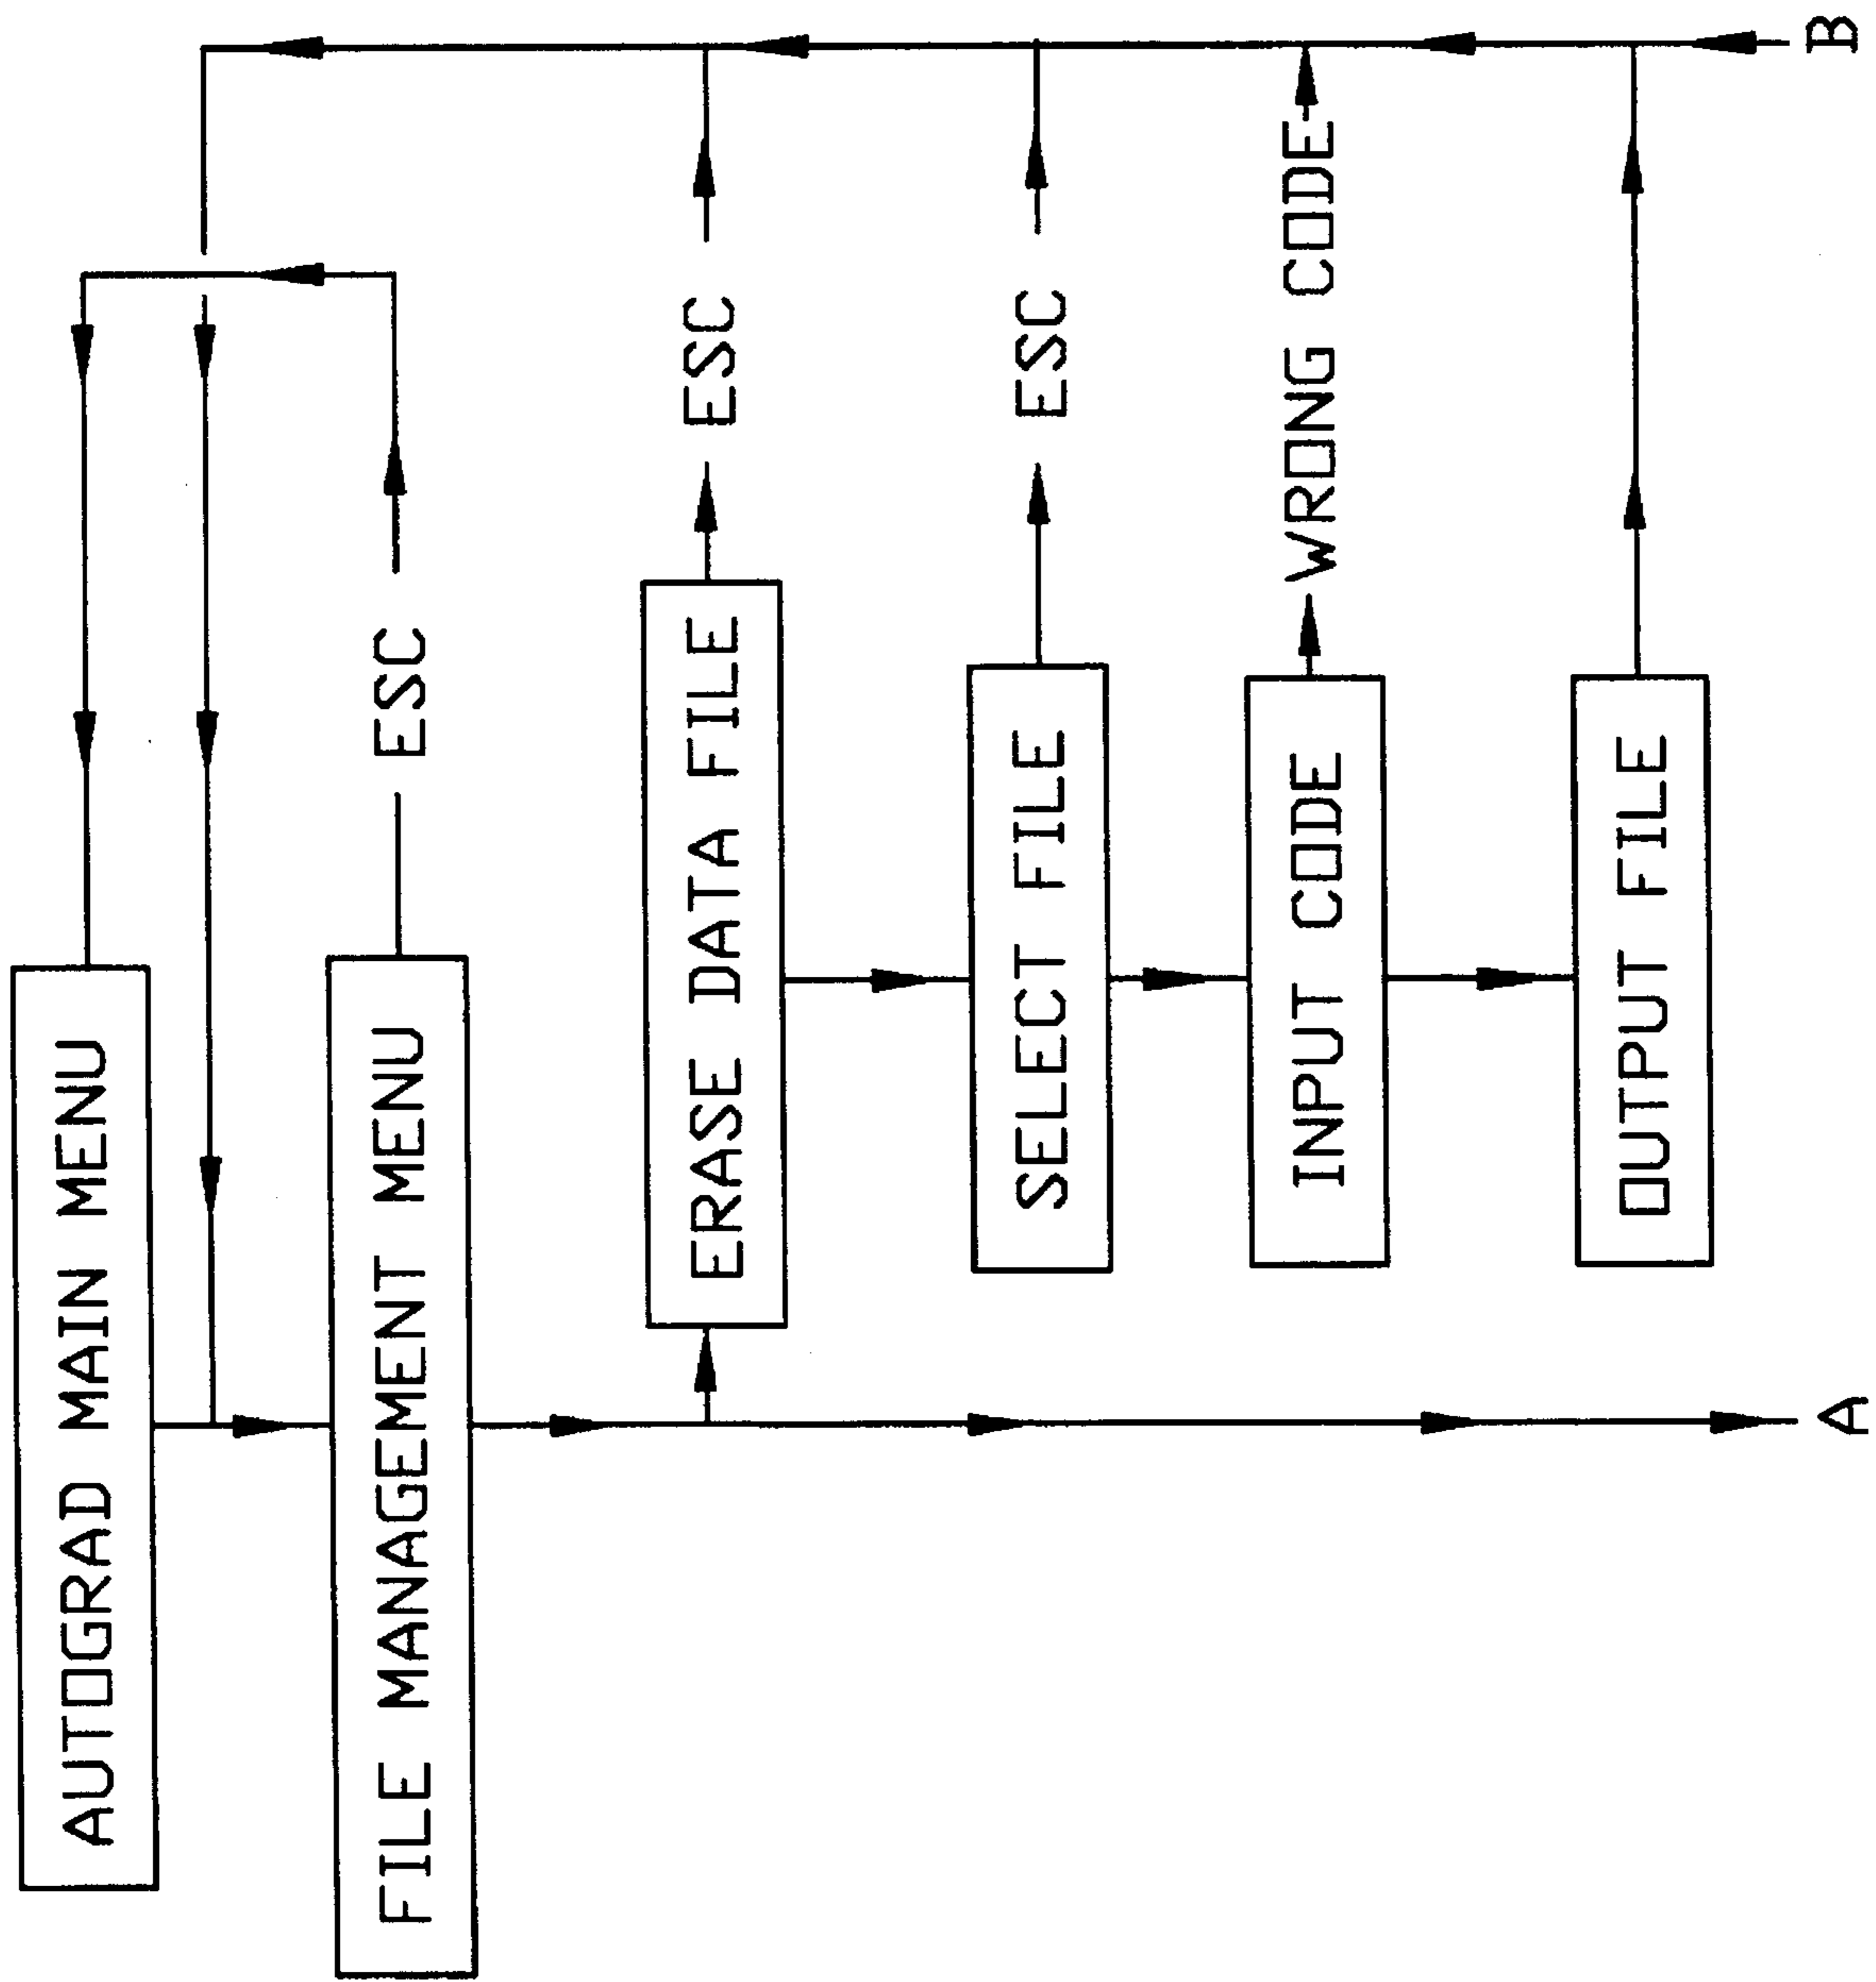 AUTOGRAD MAIN MENU
FILE MANAGEMENT MENU
ESC
ERASE DATA FILE
ESC
SELECT FILE
ESC
INPUT CODE
WRONG CODE
OUTPUT FILE
A
B